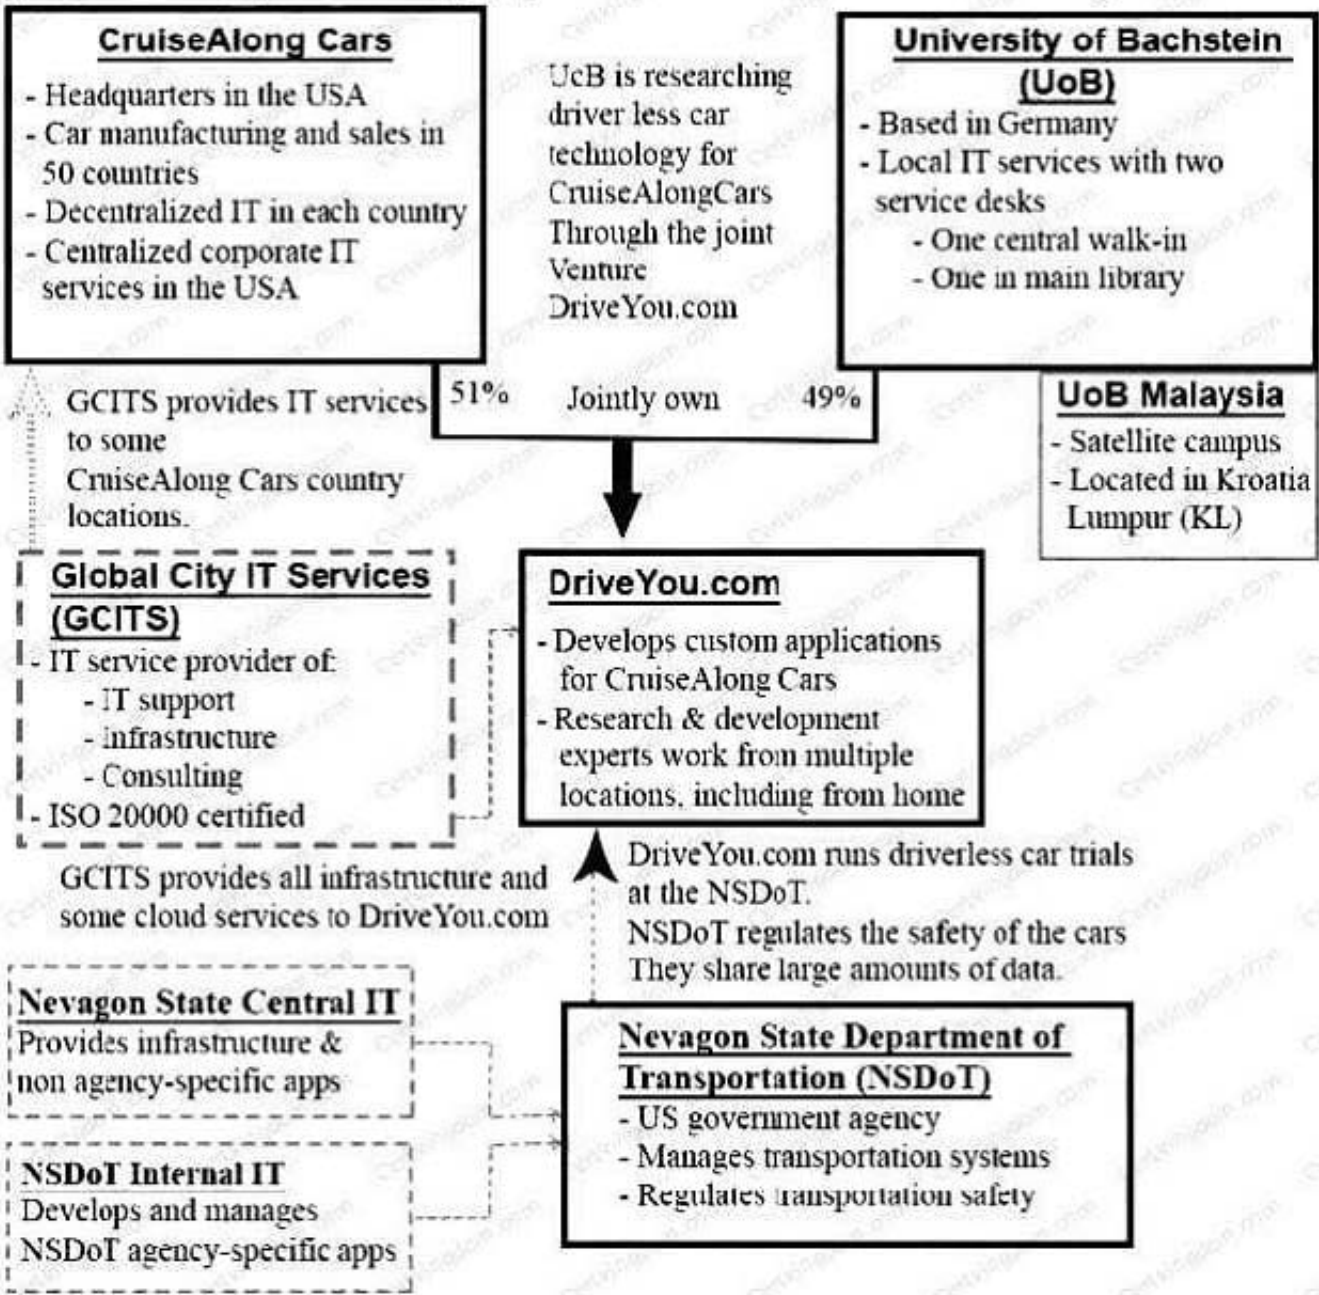 CruiseAlong Cars
- Headquarters in the USA
- Car manufacturing and sales in
50 countries
- Decentralized IT in each country
- Centralized corporate IT
services in the USA
UcB is researching
driver less car
technology for
CruiseAlongCars
Through the joint
Venture
DriveYou.com
University of Bachstein
(UoB)
- Based in Germany
- Local IT services with two
service desks
- One central walk-in
- One in main library
51% Jointly own 49%
UoB Malaysia
- Satellite campus
- Located in Kroatia
Lumpur (KL)
GCITS provides IT services
to some
CruiseAlong Cars country
locations.
Global City IT Services
(GCITS)
- IT service provider of:
- IT support
- Infrastructure
- Consulting
- ISO 20000 certified
DriveYou.com
- Develops custom applications
for CruiseAlong Cars
- Research & development
experts work from multiple
locations, including from home
GCITS provides all infrastructure and
some cloud services to DriveYou.com
DriveYou.com runs driverless car trials
at the NSDoT.
NSDoT regulates the safety of the cars
They share large amounts of data.
Nevagon State Central IT
Provides infrastructure &
non agency-specific apps
NSDoT Internal IT
Develops and manages
NSDoT agency-specific apps
Nevagon State Department of
Transportation (NSDoT)
- US government agency
- Manages transportation systems
- Regulates transportation safety